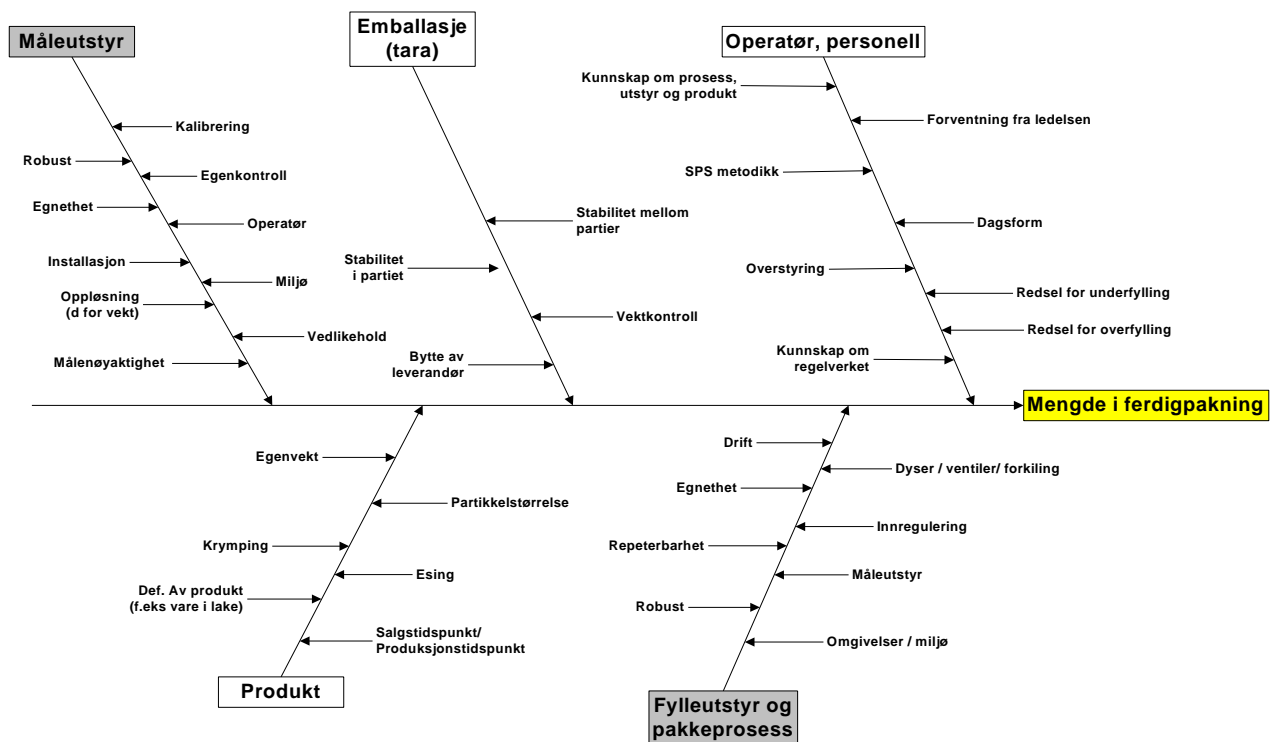 Måleutstyr
Emballasje
(tara)
Operatør, personell
Kalibrering
Robust
Egenkontroll
Egnethet
Operatør
Installasjon
Miljø
Oppløsning
(d for vekt)
Vedlikehold
Målenøyaktighet
Stabilitet mellom
partier
Stabilitet
i partiet
Vektkontroll
Bytte av
leverandør
Kunnskap om prosess,
utstyr og produkt
Forventning fra ledelsen
SPS metodikk
Dagsform
Overstyring
Redsel for underfylling
Redsel for overfylling
Kunnskap om
regelverket
Mengde i ferdigpakning
Egenvekt
Partikkelstørrelse
Krymping
Esing
Def. Av produkt
(f.eks vare i lake)
Salgstidspunkt/
Produksjonstidspunkt
Produkt
Drift
Dyser / ventiler/ forkiling
Egnethet
Innregulering
Repeterbarhet
Måleutstyr
Robust
Omgivelser / miljø
Fylleutstyr og
pakkeprosess